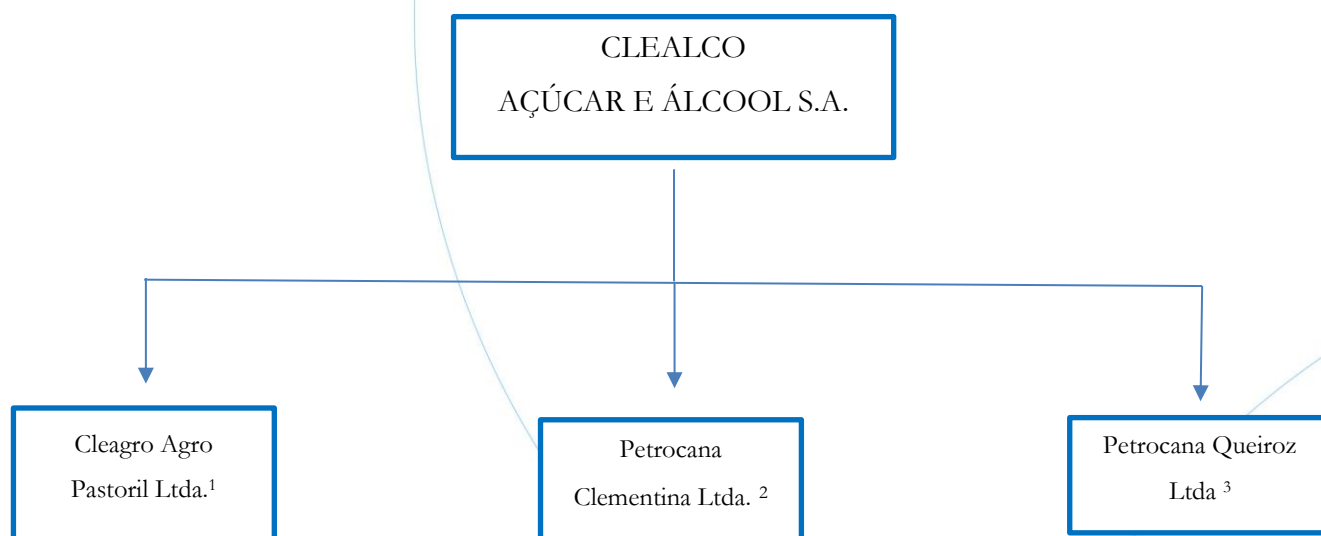 CLEALCO
AÇÚCAR E ÁLCOOL S.A.
Cleagro Agro
Pastoril Ltda.¹
Petrocana
Clementina Ltda. ²
Petrocana Queiroz
Ltda ³